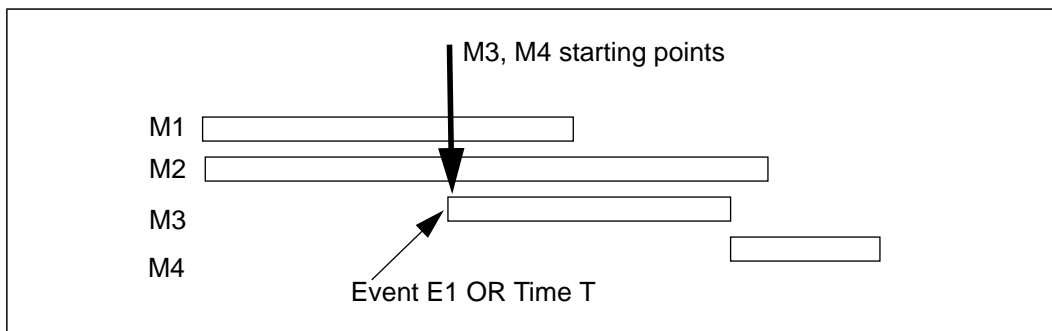 M3, M4 starting points
M1
M2
M3
M4
Event E1 OR Time T